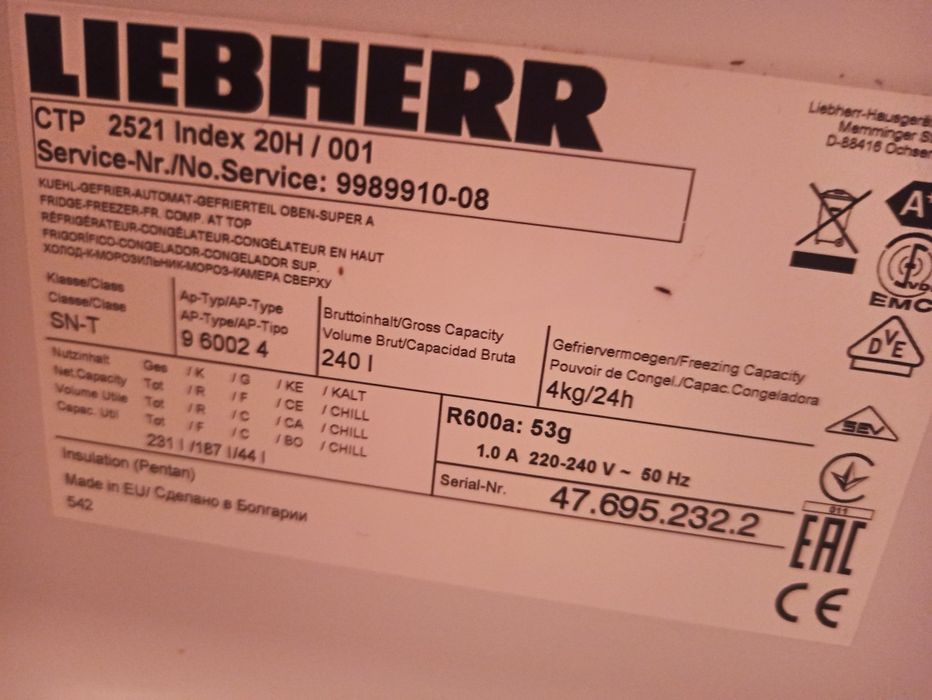 LIEBHERR
CTP 2521 Index 20H / 001
Service-Nr./No.Service: 9989910-08
KUEHL-GEFRIER-AUTOMAT-GEFRIERTEIL OBEN-SUPER A
FRIDGE-FREEZER-FR. COMP. AT TOP
RÉFRIGÉRATEUR-CONGÉLATEUR-CONGÉLATEUR EN HAUT
FRIGORÍFICO-CONGELADOR-CONGELADOR SUP.
ХОЛОД-К-МОРОЗИЛЬНИК-МОРОЗ-КАМЕРА СВЕРХУ
Liebherr-Hausgerä
Memminger St
D-88416 Ochsen
A+
Klasse/Class
Classe/Clase
SN-T
Ap-Typ/AP-Type
AP-Type/AP-Tipo
9 6002 4
Bruttoinhalt/Gross Capacity
Volume Brut/Capacidad Bruta
240 l
Gefriervermoegen/Freezing Capacity
Pouvoir de Congel./Capac.Congeladora
4kg/24h
Nutzinhalt Ges / K / G / KE / KALT
Net.Capacity Tot / R / F / CE / CHILL
Volume Utile Tot / R / C / CA / CHILL
Capac. Util Tot / F / C / BO / CHILL
231 l /187 l/44 l
R600a: 53g
1.0 A 220-240 V ~ 50 Hz
Insulation (Pentan)
Made in EU/ Сделано в Болгарии
542
Serial-Nr. 47.695.232.2
VDE
EMC
DVE
SEV
011
EAC
CE